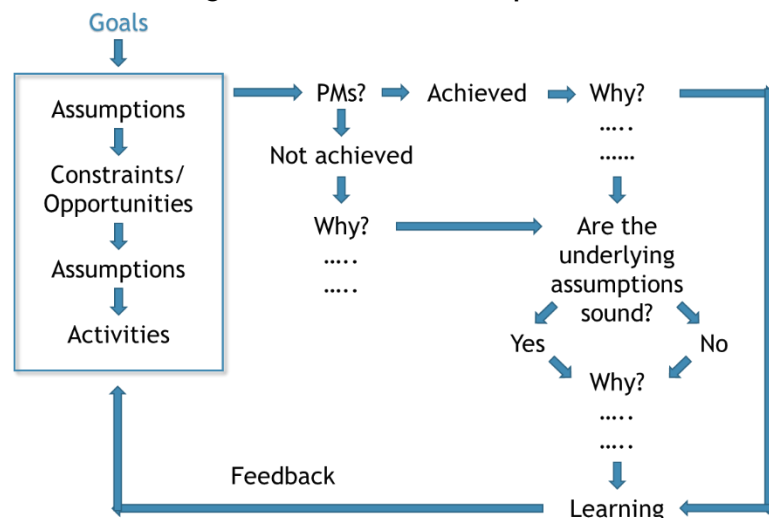 Goals
Assumptions
Constraints/
Opportunities
Assumptions
Activities
PMs?
Achieved
Why?
.....
......
Not achieved
Why?
.....
.....
Are the
underlying
assumptions
sound?
Yes
No
Why?
.....
.....
Learning
Feedback